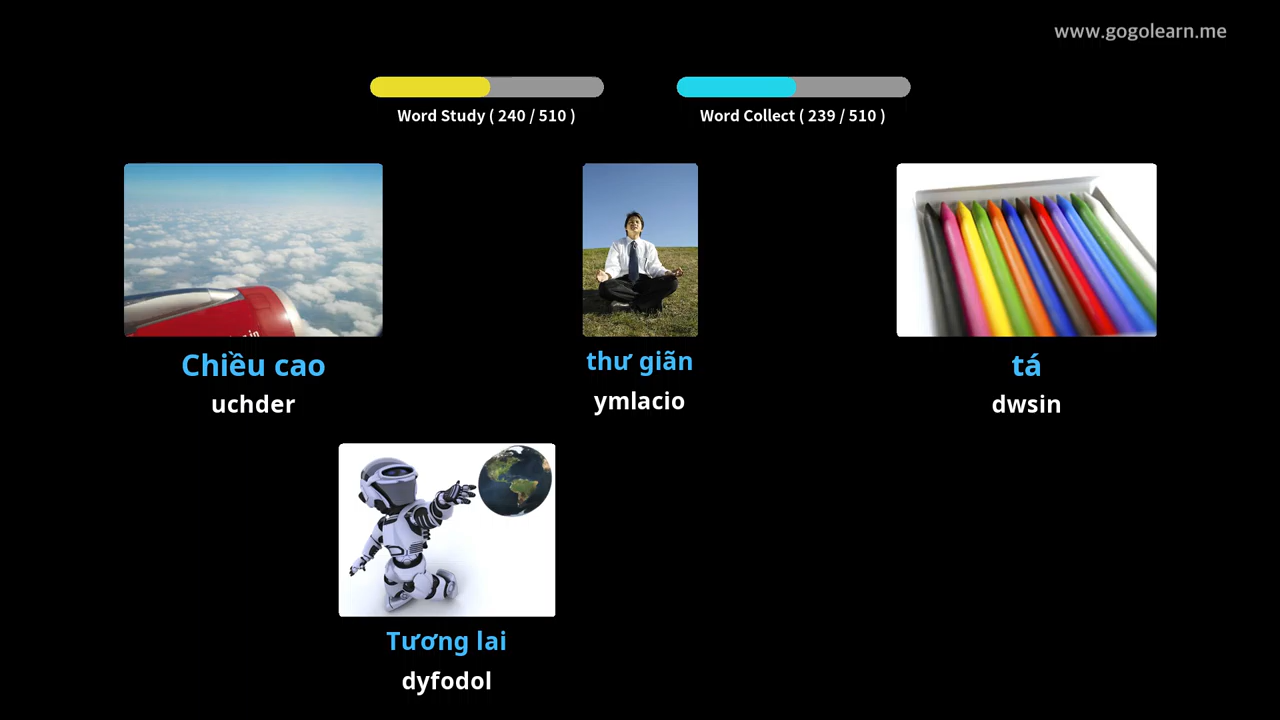 www.gogolearn.me
Word Study ( 240 / 510 )
Word Collect ( 239 / 510 )
Chiều cao
uchder
thư giãn
ymlacio
tá
dwsin
Tương lai
dyfodol